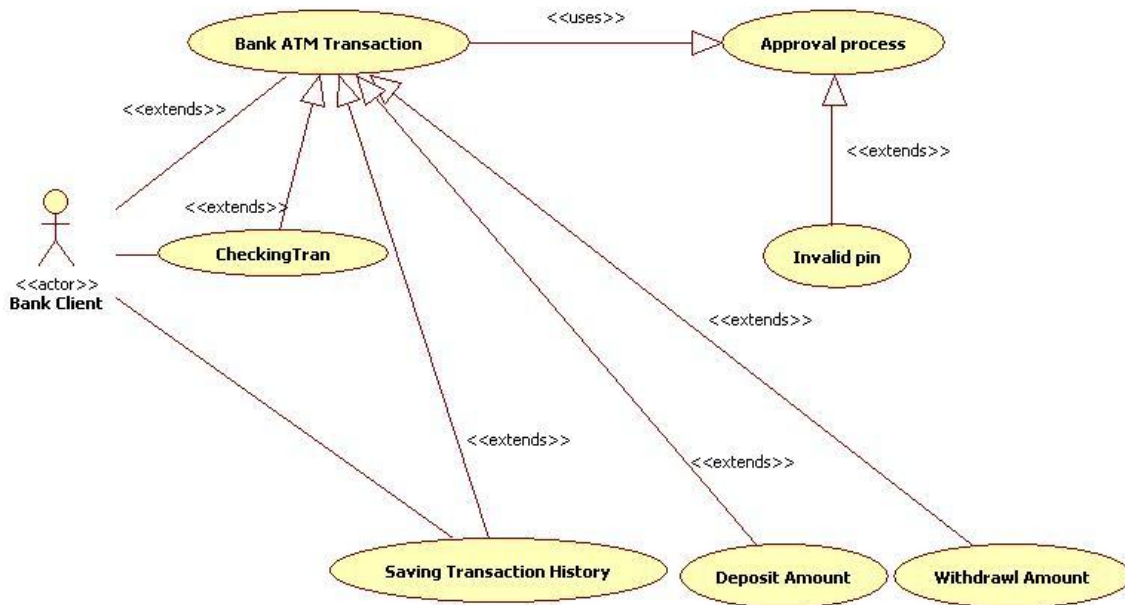 <<uses>>
Bank ATM Transaction
Approval process
<<extends>>
<<extends>>
<<extends>>
CheckingTran
Invalid pin
<<actor>>
Bank Client
<<extends>>
<<extends>>
<<extends>>
Saving Transaction History
Deposit Amount
Withdrawl Amount